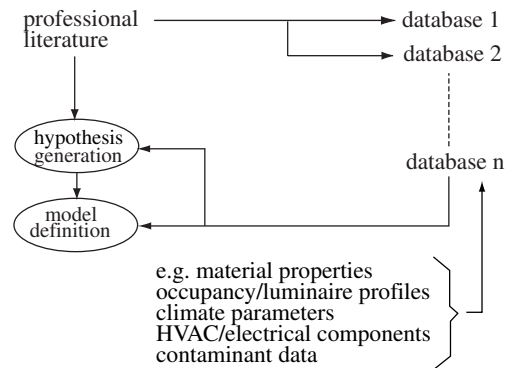 professional
literature
database 1
database 2
hypothesis
generation
database n
model
definition
e.g. material properties
occupancy/luminaire profiles
climate parameters
HVAC/electrical components
contaminant data